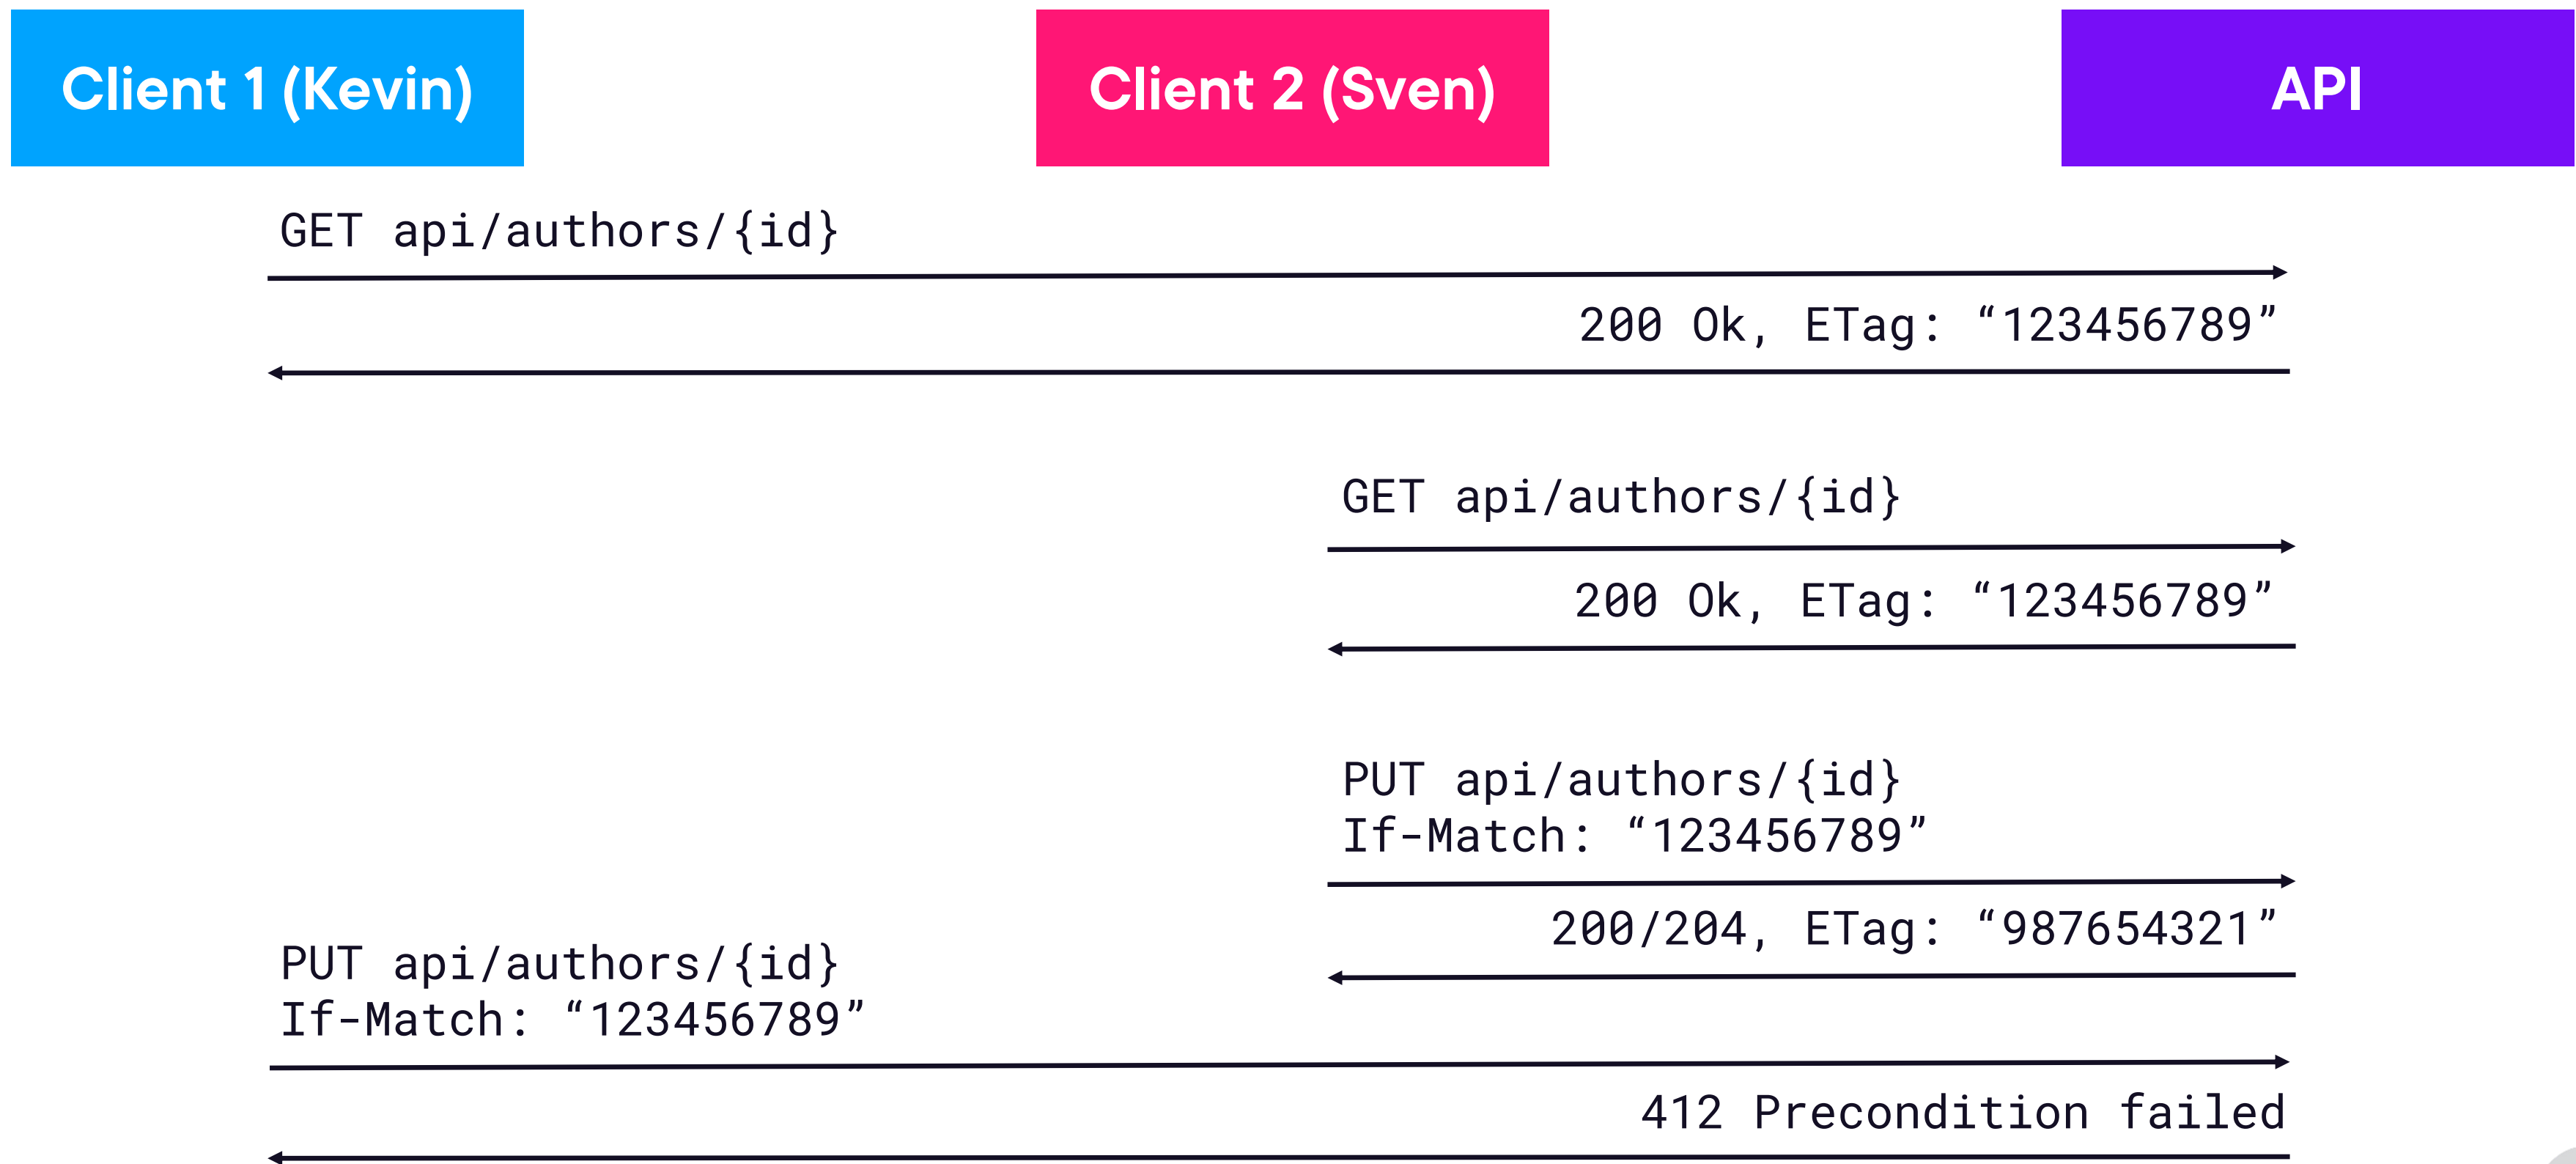 Client 1 (Kevin)
Client 2 (Sven)
API
GET api/authors/{id}
200 Ok, ETag: “123456789”
GET api/authors/{id}
200 Ok, ETag: “123456789”
PUT api/authors/{id}
If-Match: “123456789”
200/204, ETag: “987654321”
PUT api/authors/{id}
If-Match: “123456789”
412 Precondition failed